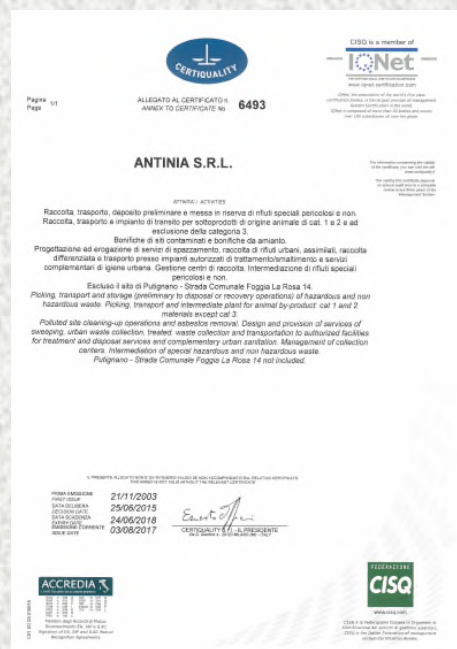 CISQ is a member of
CERTIQUALITY
IQNet
www.iqnet-certification.com
Pagina 1/1
Page
ALLEGATO AL CERTIFICATO n.
ANNEX TO CERTIFICATE No
6493
ANTINIA S.R.L.
ATTIVITÀ / ACTIVITIES
Raccolta, trasporto, deposito preliminare e messa in riserva di rifiuti speciali pericolosi e non.
Raccolta, trasporto e impianto di transito per sottoprodotti di origine animale di cat. 1 e 2 e ad
esclusione della categoria 3.
Bonifiche di siti contaminati e bonifiche da amianto.
Progettazione ed erogazione di servizi di spazzamento, raccolta di rifiuti urbani, assimilati, raccolta
differenziata e trasporto presso impianti autorizzati di trattamento/smaltimento e servizi
complementari di igiene urbana. Gestione centri di raccolta. Intermediazione di rifiuti speciali
pericolosi e non.
Escluso il sito di Putignano - Strada Comunale Foggia La Rosa 14.
Picking, transport and storage (preliminary to disposal or recovery operations) of hazardous and non
hazardous waste. Picking, transport and intermediate plant for animal by-product: cat 1 and 2
materials except cat 3.
Polluted site cleaning-up operations and asbestos removal. Design and provision of services of
sweeping, urban waste collection, treated, waste collection and transportation to authorized facilities
for treatment and disposal services and complementary urban sanitation. Management of collection
centers. Intermediation of special hazardous and non hazardous waste.
Putignano - Strada Comunale Foggia La Rosa 14 not included.
PRIMA EMISSIONE
FIRST ISSUE
21/11/2003
DATA DELIBERA
DECISION DATE
25/06/2015
DATA SCADENZA
EXPIRY DATE
24/06/2018
EMISSIONE CORRENTE
ISSUE DATE
03/08/2017
CERTIQUALITY S.r.l. - IL PRESIDENTE
ACCREDIA
FEDERAZIONE
CISQ
www.cisq.com